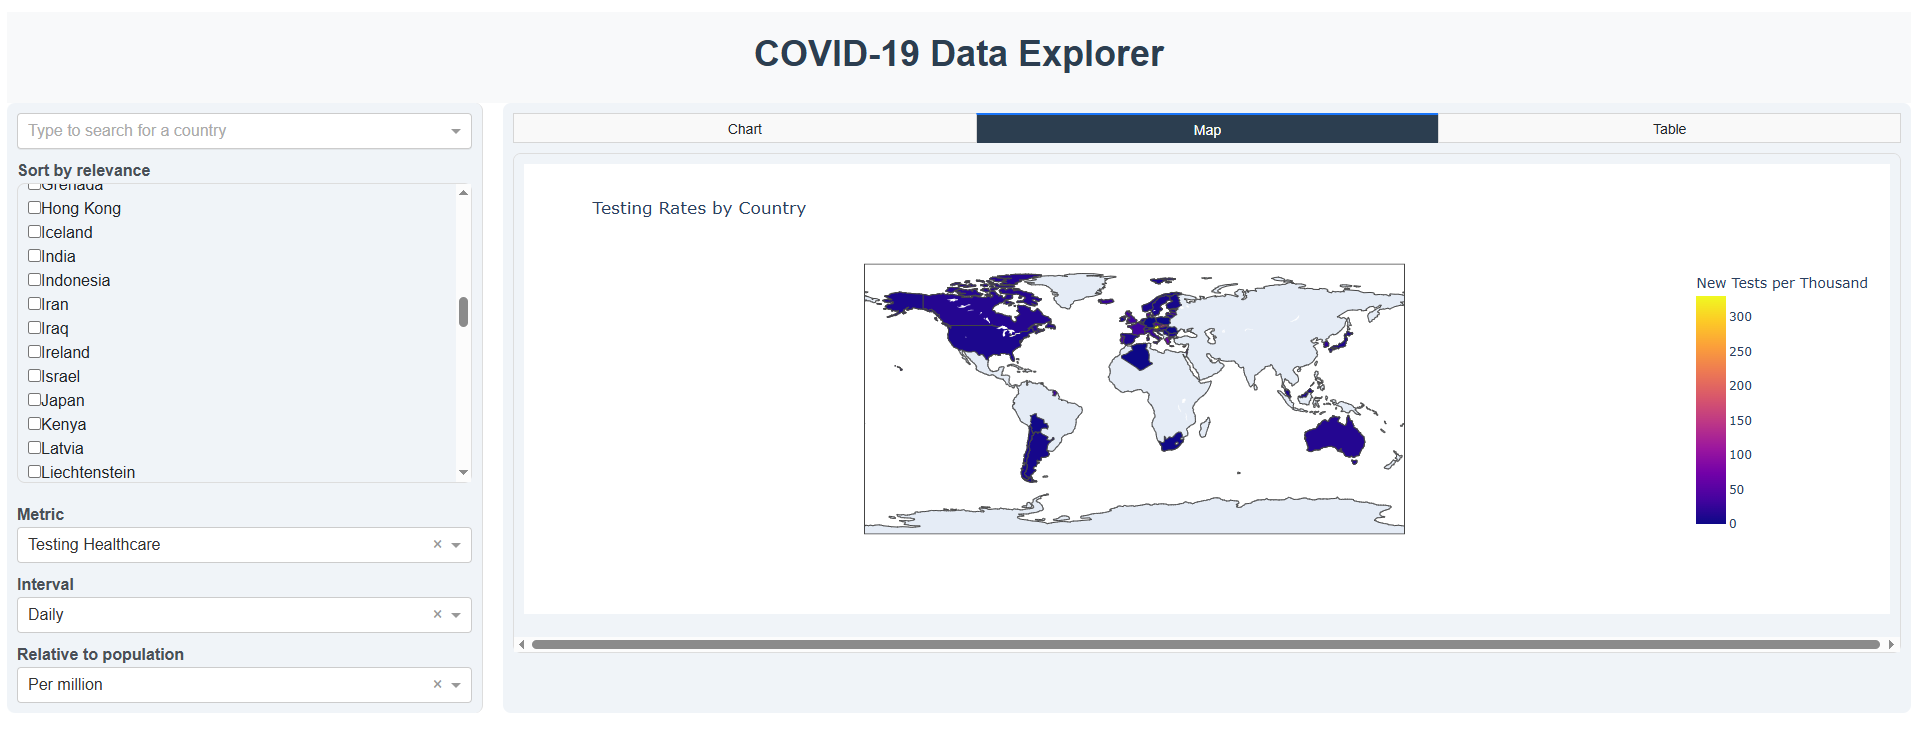 COVID-19 Data Explorer
Type to search for a country
Sort by relevance
Grenada
Hong Kong
Iceland
India
Indonesia
Iran
Iraq
Ireland
Israel
Japan
Kenya
Latvia
Liechtenstein
Metric
Testing Healthcare
×
Interval
Daily
×
Relative to population
Per million
×
Chart
Map
Table
Testing Rates by Country
New Tests per Thousand
300
250
200
150
100
50
0